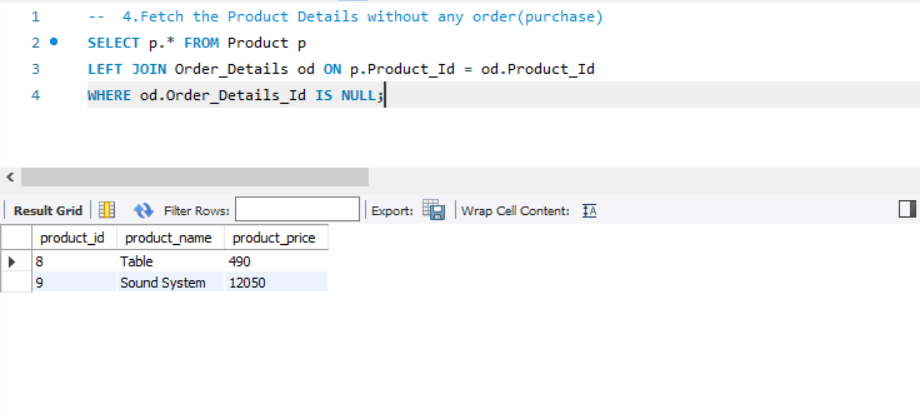 1 -- 4.Fetch the Product Details without any order(purchase)
2 SELECT p.* FROM Product p
3 LEFT JOIN Order_Details od ON p.Product_Id = od.Product_Id
4 WHERE od.Order_Details_Id IS NULL;
Result Grid Filter Rows: Export: Wrap Cell Content:
product_id product_name product_price
8 Table 490
9 Sound System 12050